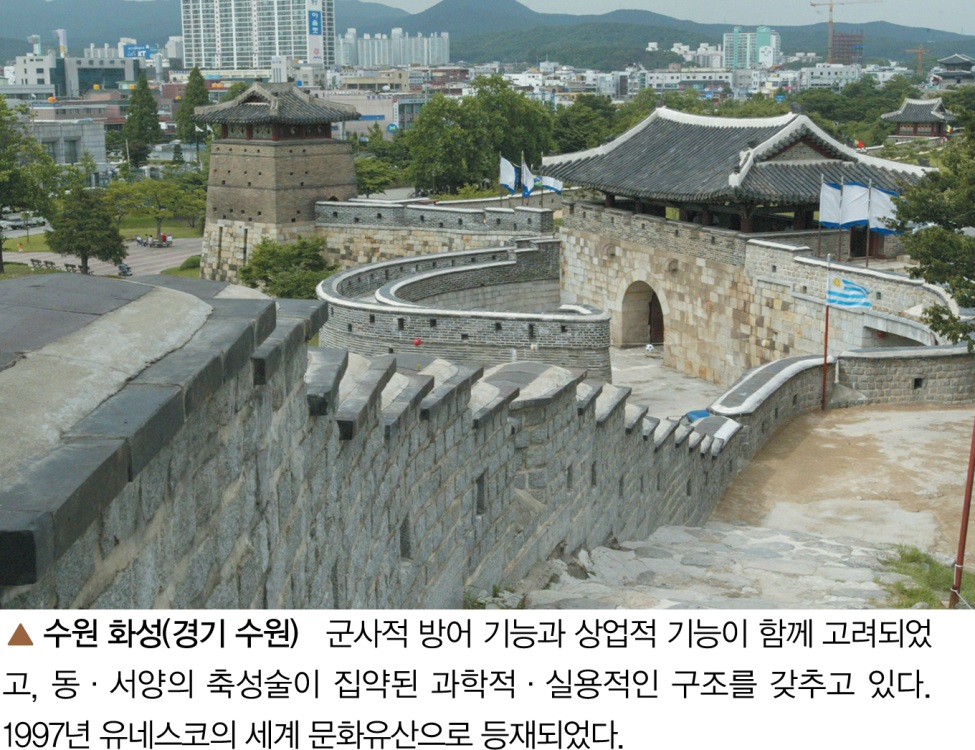 ▲ 수원 화성(경기 수원) 군사적 방어 기능과 상업적 기능이 함께 고려되었
고, 동·서양의 축성술이 집약된 과학적·실용적인 구조를 갖추고 있다.
1997년 유네스코의 세계 문화유산으로 등재되었다.